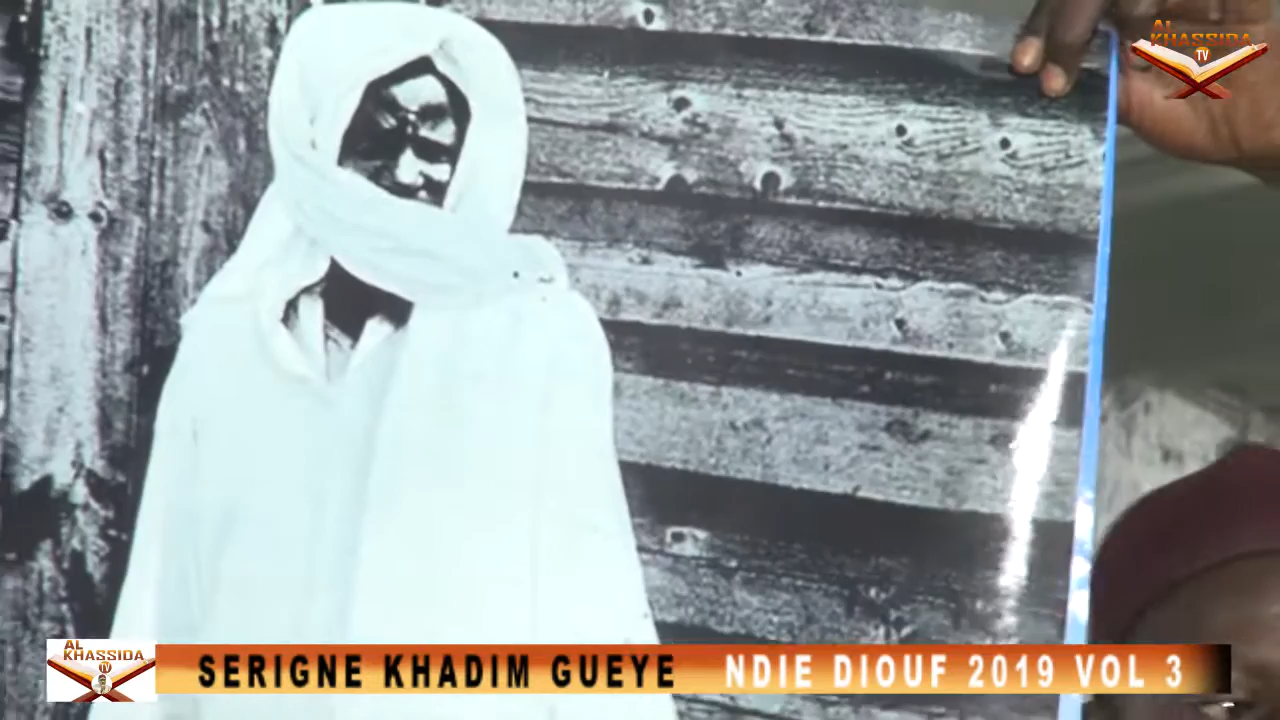 AL
KHASSIDA
TV
AL
KHASSIDA
TV
SERIGNE KHADIM GUEYE NDIE DIOUF 2019 VOL 3